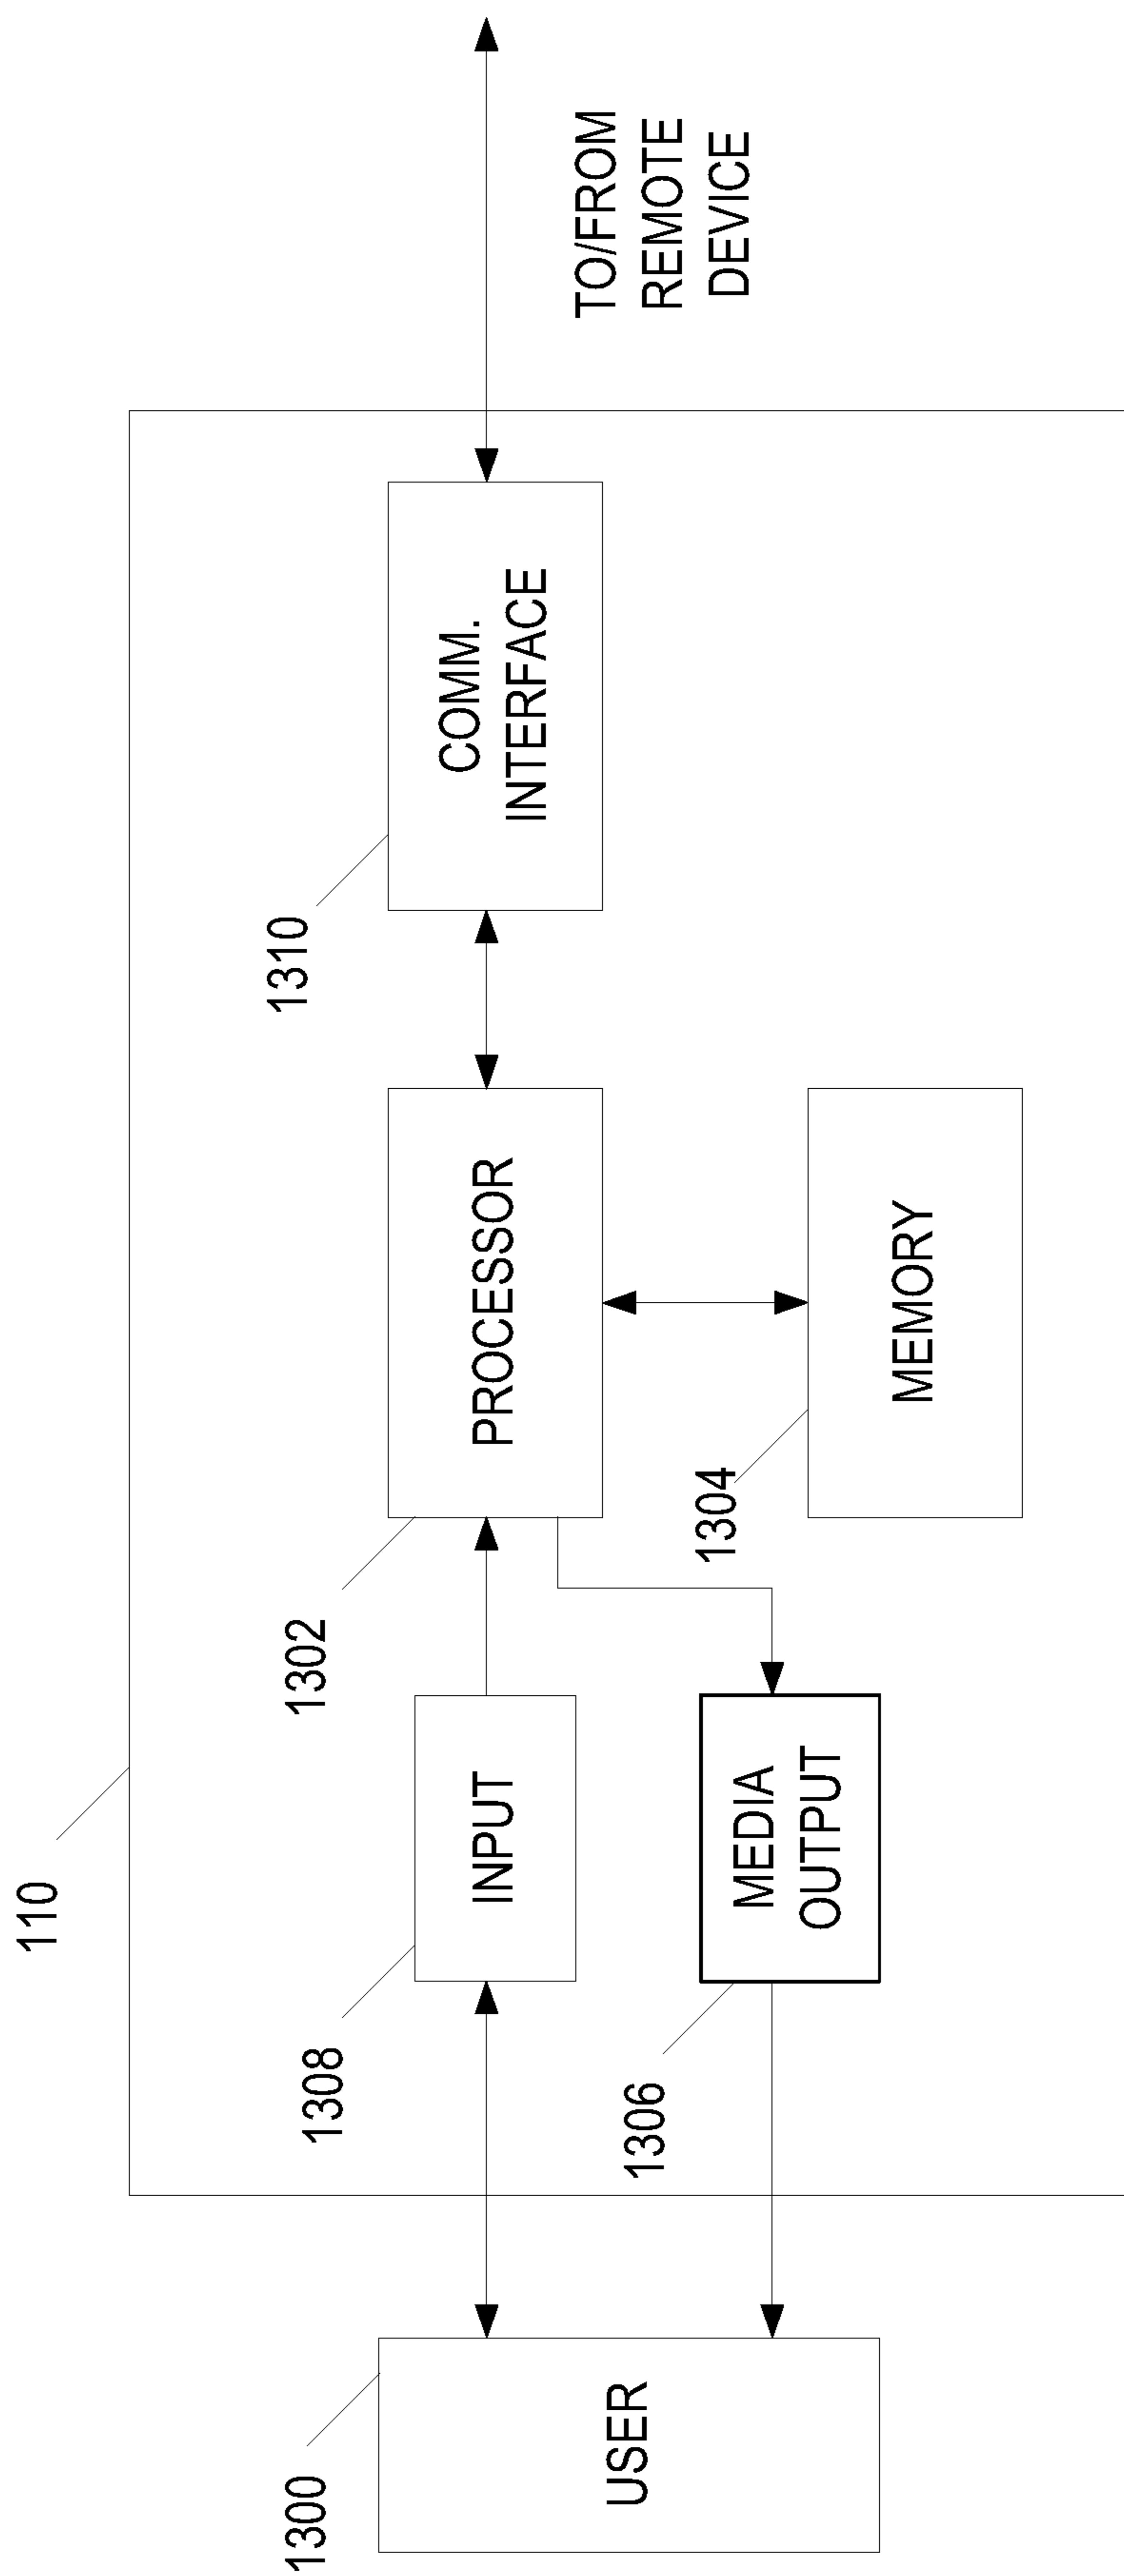 110
1300
USER
1308
INPUT
1306
MEDIA
OUTPUT
1302
PROCESSOR
1304
MEMORY
1310
COMM.
INTERFACE
TO/FROM
REMOTE
DEVICE